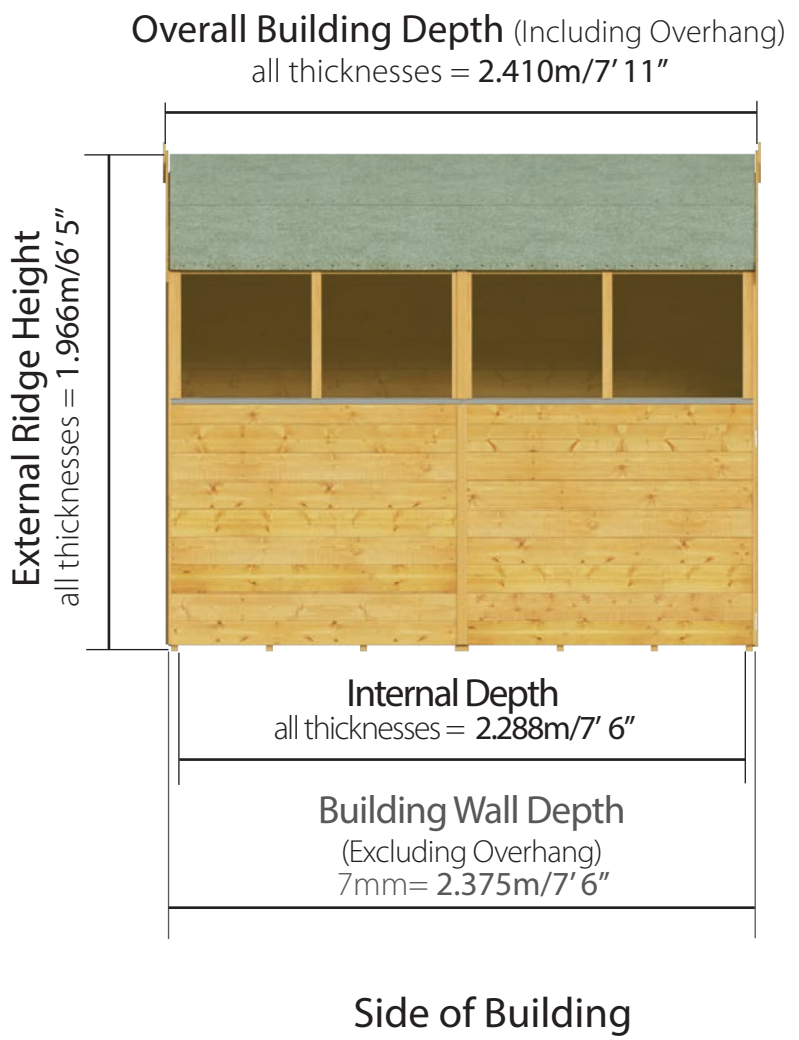 Overall Building Depth (Including Overhang)
all thicknesses = 2.410m/7' 11”
External Ridge Height
all thicknesses = 1.966m/6' 5”
Internal Depth
all thicknesses = 2.288m/7' 6”
Building Wall Depth
(Excluding Overhang)
7mm= 2.375m/7' 6”
Side of Building